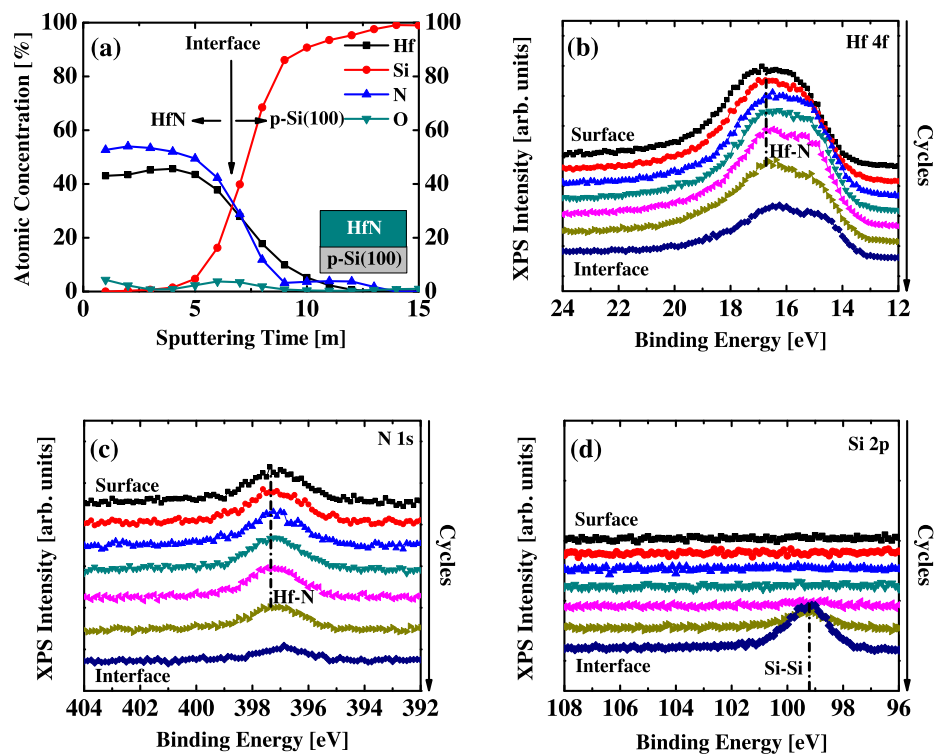 (a)
Interface
Hf
Si
N
O
HfN
p-Si(100)
HfN
p-Si(100)
Atomic Concentration [%]
100
80
60
40
20
0
100
80
60
40
20
0
0 5 10 15
Sputtering Time [m]
(b)
Hf 4f
Surface
Hf-N
Interface
XPS Intensity [arb. units]
Cycles
24 22 20 18 16 14 12
Binding Energy [eV]
(c)
N 1s
Surface
Hf-N
Interface
XPS Intensity [arb. units]
Cycles
404 402 400 398 396 394 392
Binding Energy [eV]
(d)
Si 2p
Surface
Interface
Si-Si
XPS Intensity [arb. units]
Cycles
108 106 104 102 100 98 96
Binding Energy [eV]